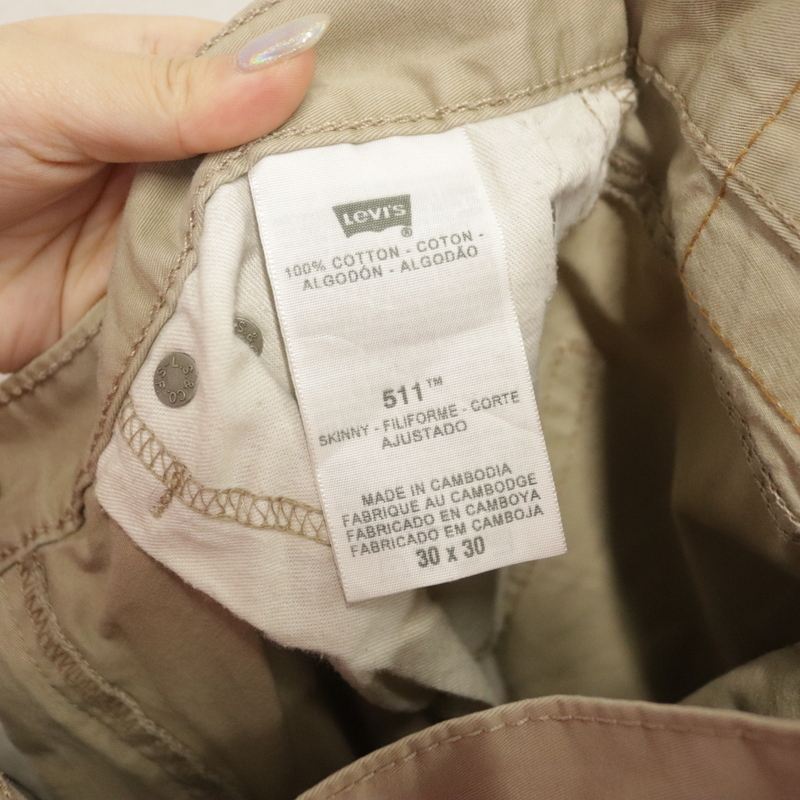 Levi's
®
100% COTTON - COTON -
ALGODÓN - ALGODÃO
511™
SKINNY - FILIFORME - CORTE
AJUSTADO
MADE IN CAMBODIA
FABRIQUE AU CAMBODGE
FABRICADO EN CAMBOYA
FABRICADO EM CAMBOJA
30 x 30